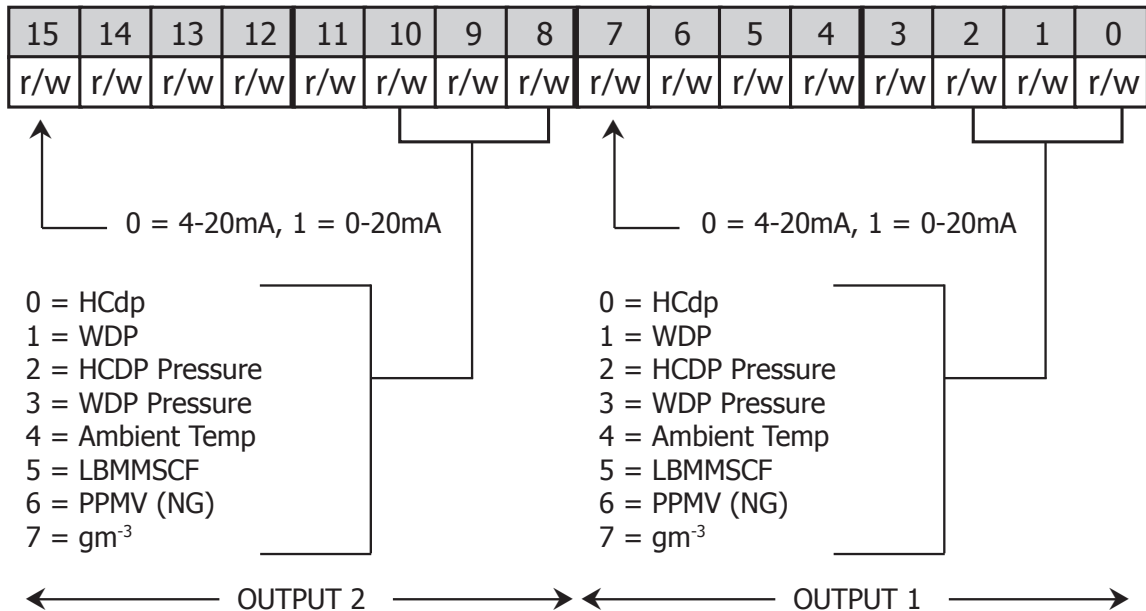 15 14 13 12 11 10 9 8 7 6 5 4 3 2 1 0
r/w r/w r/w r/w r/w r/w r/w r/w r/w r/w r/w r/w r/w r/w r/w r/w
0 = 4-20mA, 1 = 0-20mA
0 = HCdp
1 = WDP
2 = HCDP Pressure
3 = WDP Pressure
4 = Ambient Temp
5 = LBMMSCF
6 = PPMV (NG)
7 = gm⁻³
OUTPUT 2
0 = 4-20mA, 1 = 0-20mA
0 = HCdp
1 = WDP
2 = HCDP Pressure
3 = WDP Pressure
4 = Ambient Temp
5 = LBMMSCF
6 = PPMV (NG)
7 = gm⁻³
OUTPUT 1